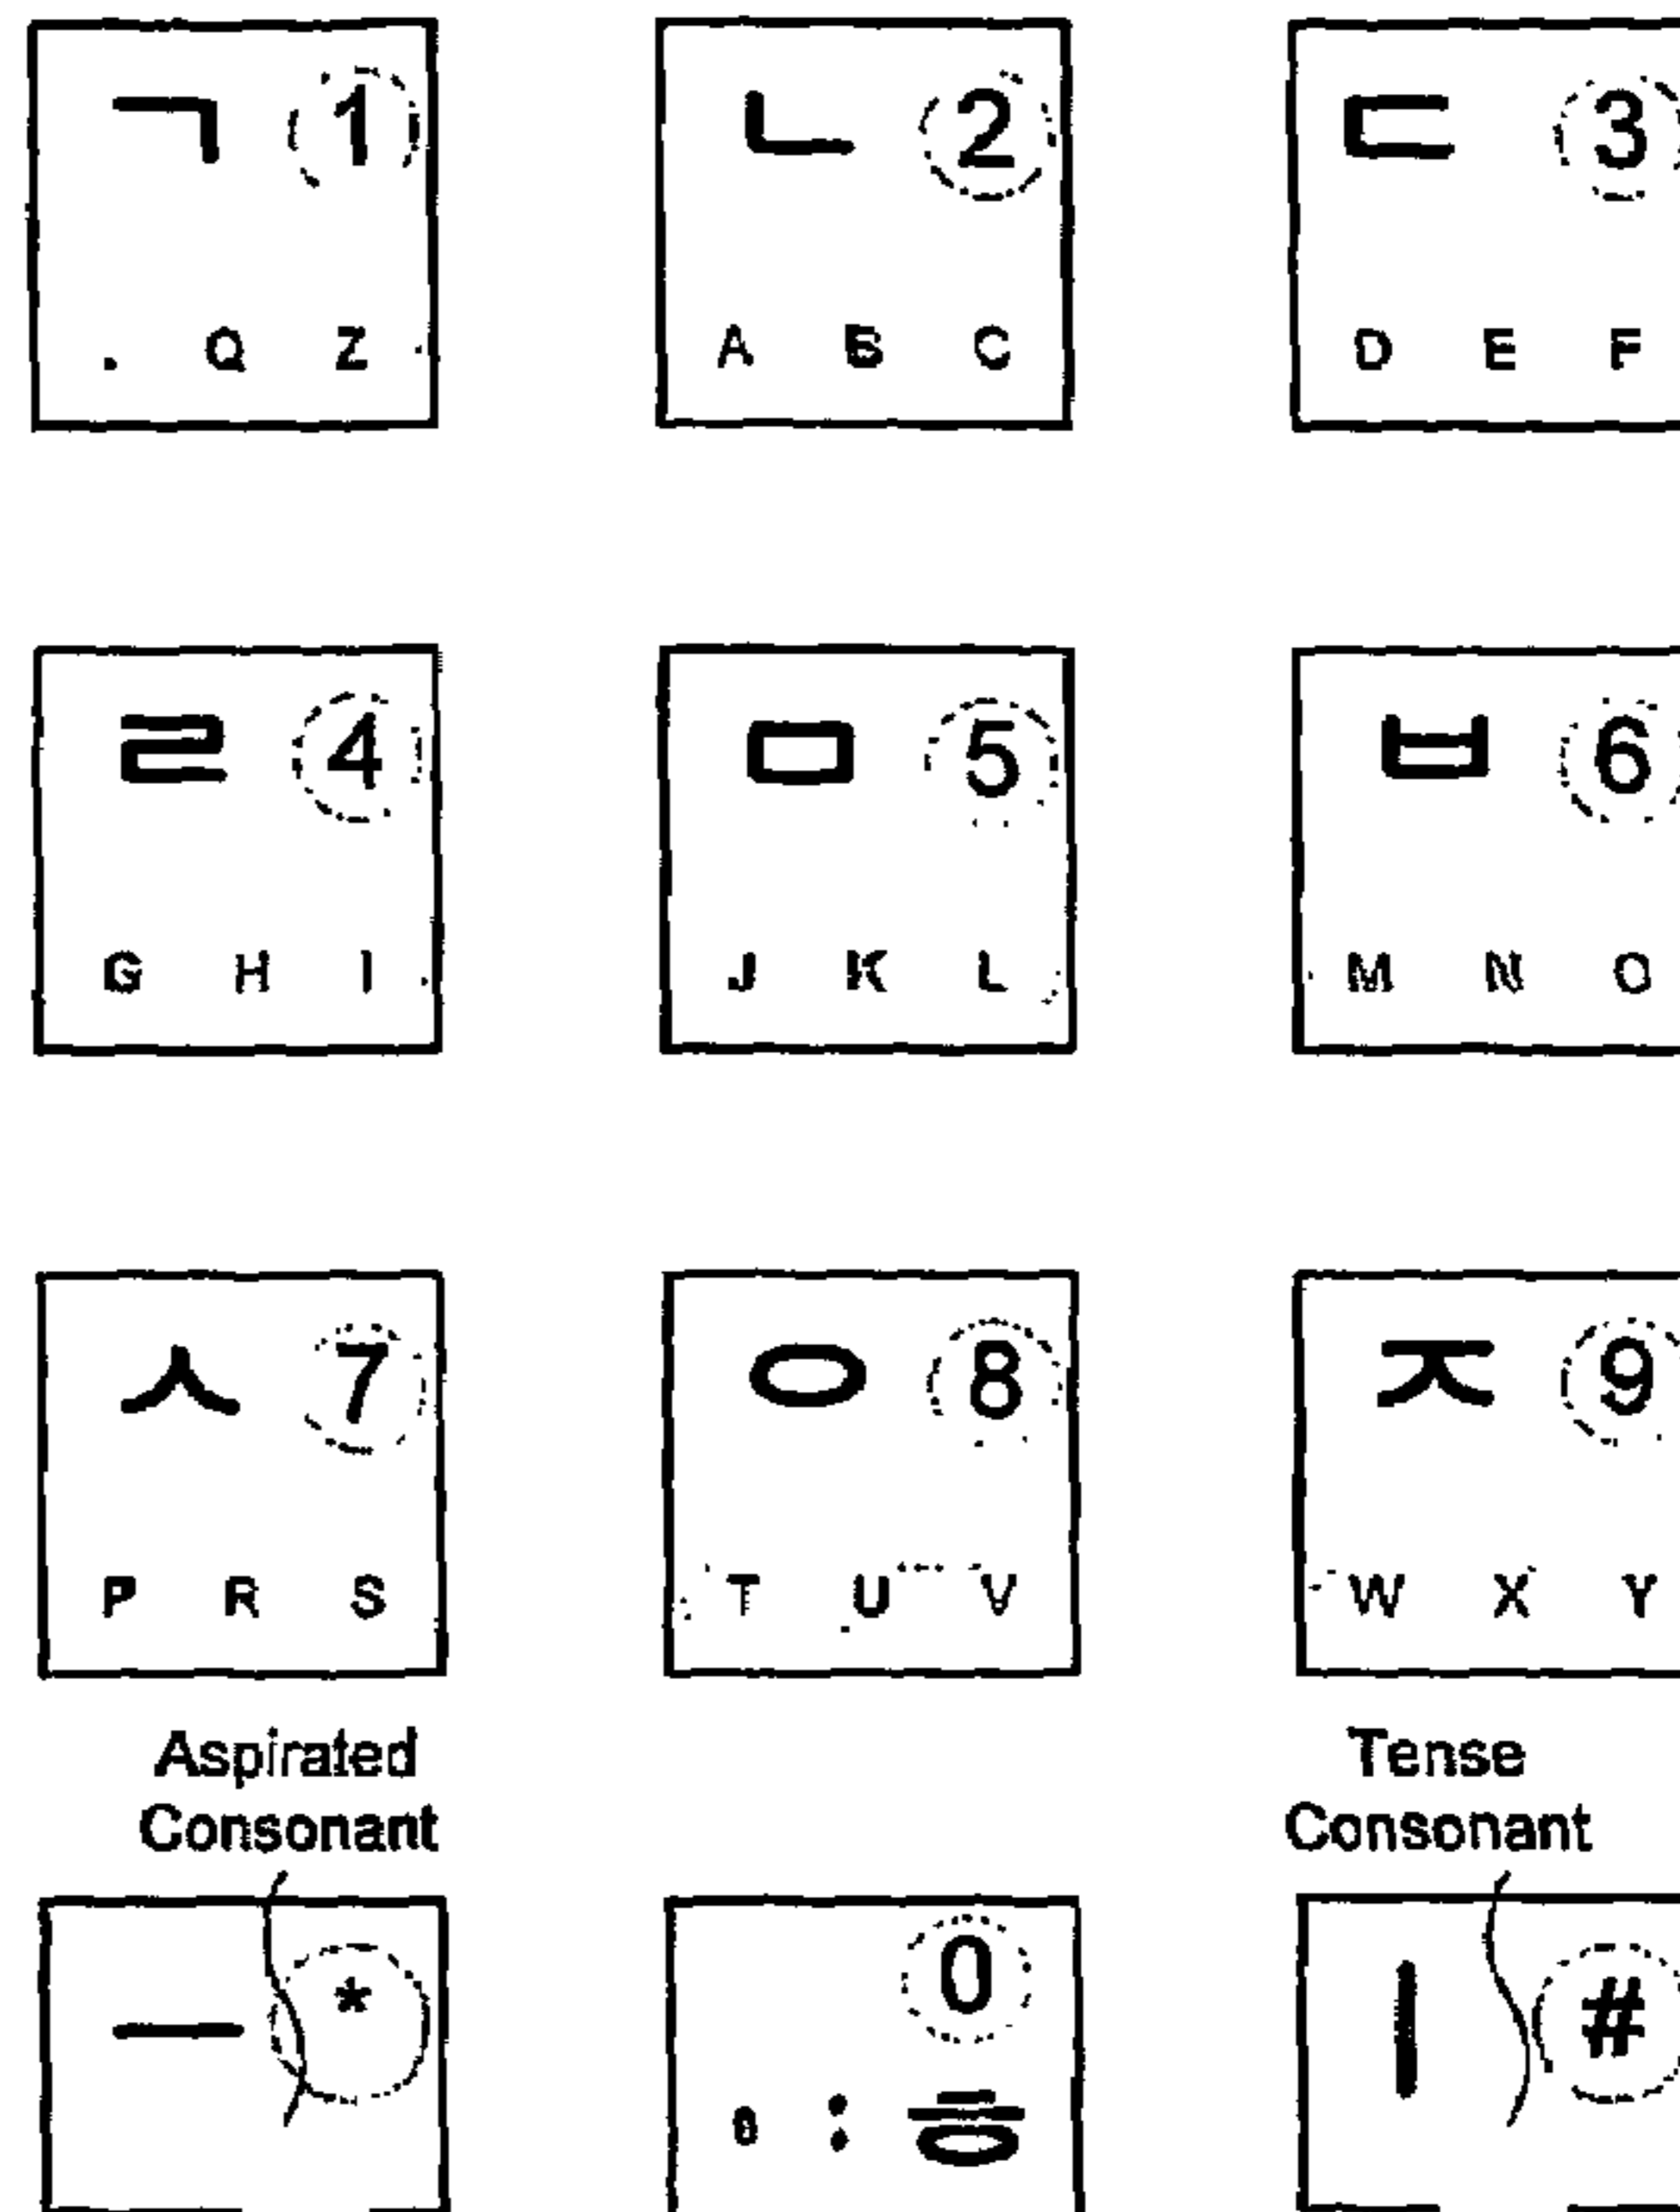 ㄱ 1 ㄴ 2 ㄷ 3
. Q Z A B C D E F
ㄹ 4 ㅁ 5 ㅂ 6
G H I J K L M N O
ㅅ 7 ㅇ 8 ㅈ 9
P R S T U V W X Y
Aspirated Tense
Consonant Consonant
ㅡ * 0 ㅣ #
: ㅎ